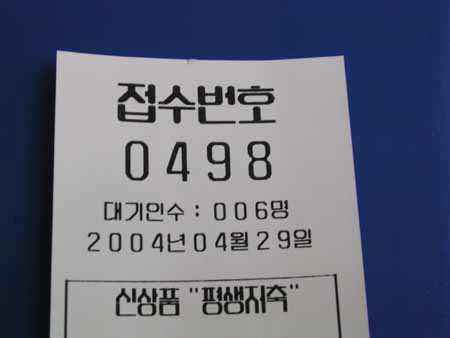 접수번호
0498
대기인수 : 006명
2004년 04월 29일
신상품 "평생저축"